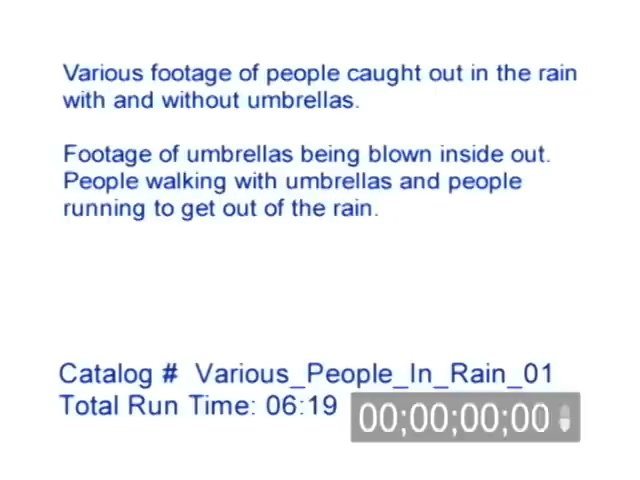 Various footage of people caught out in the rain
with and without umbrellas.
Footage of umbrellas being blown inside out.
People walking with umbrellas and people
running to get out of the rain.
Catalog # Various_People_In_Rain_01
Total Run Time: 06:19
00;00;00;00